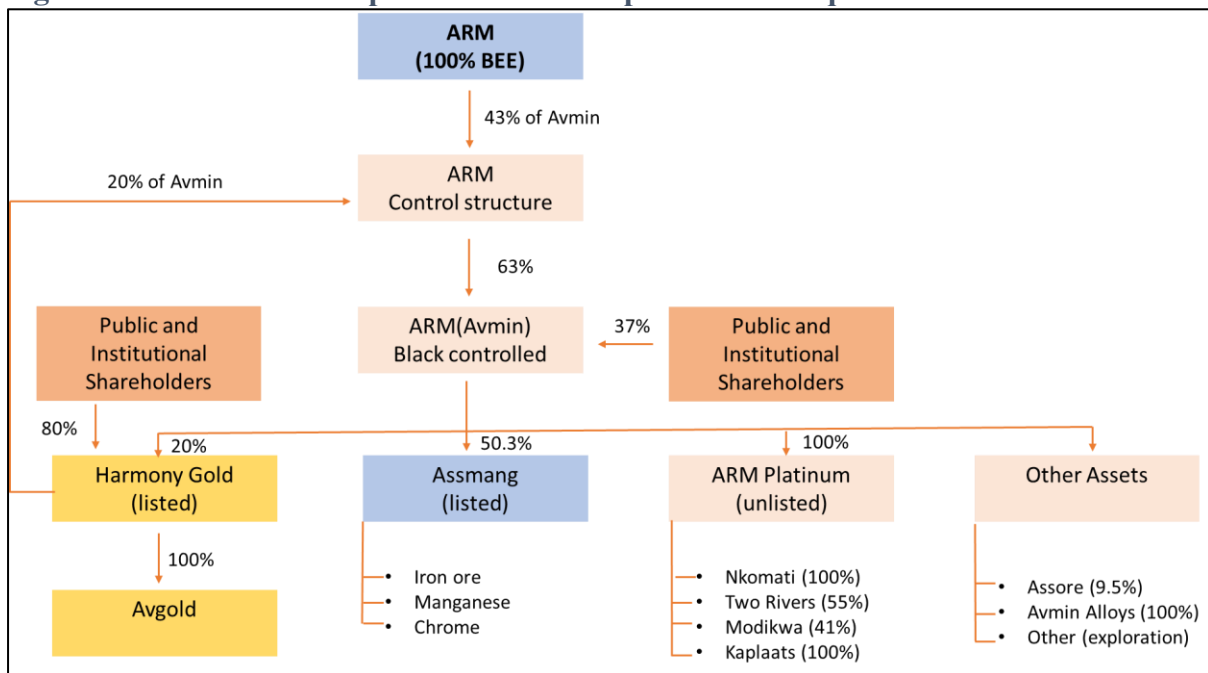 ARM
(100% BEE)
43% of Avmin
20% of Avmin
ARM
Control structure
63%
Public and
Institutional
Shareholders
ARM(Avmin)
Black controlled
37%
Public and
Institutional
Shareholders
80%
20%
50.3%
100%
Harmony Gold
(listed)
Assmang
(listed)
ARM Platinum
(unlisted)
Other Assets
100%
Avgold
• Iron ore
• Manganese
• Chrome
• Nkomati (100%)
• Two Rivers (55%)
• Modikwa (41%)
• Kaplaats (100%)
• Assore (9.5%)
• Avmin Alloys (100%)
• Other (exploration)